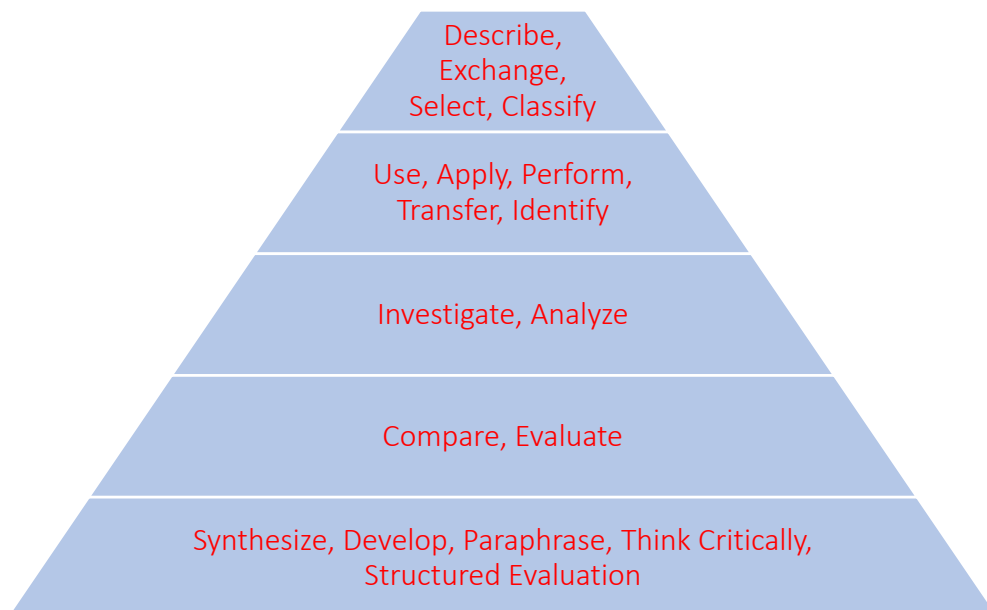 Describe,
Exchange,
Select, Classify
Use, Apply, Perform,
Transfer, Identify
Investigate, Analyze
Compare, Evaluate
Synthesize, Develop, Paraphrase, Think Critically,
Structured Evaluation